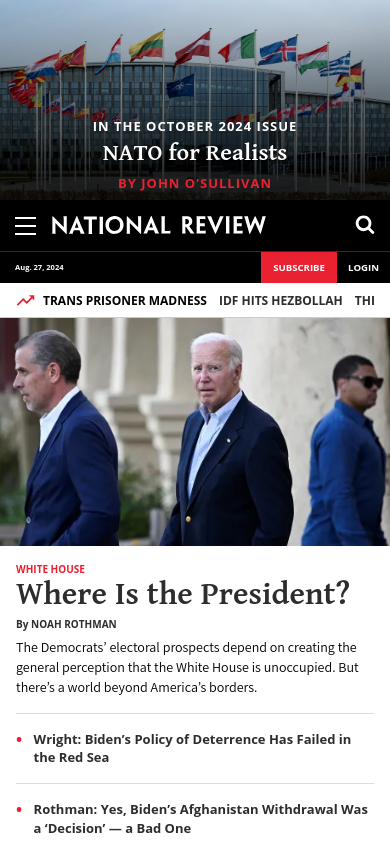 IN THE OCTOBER 2024 ISSUE
NATO for Realists
BY JOHN O'SULLIVAN
NATIONAL REVIEW
Aug. 27, 2024
SUBSCRIBE
LOGIN
TRANS PRISONER MADNESS IDF HITS HEZBOLLAH THI
WHITE HOUSE
Where Is the President?
By NOAH ROTHMAN
The Democrats’ electoral prospects depend on creating the
general perception that the White House is unoccupied. But
there’s a world beyond America’s borders.
• Wright: Biden’s Policy of Deterrence Has Failed in
the Red Sea
• Rothman: Yes, Biden’s Afghanistan Withdrawal Was
a ‘Decision’ — a Bad One